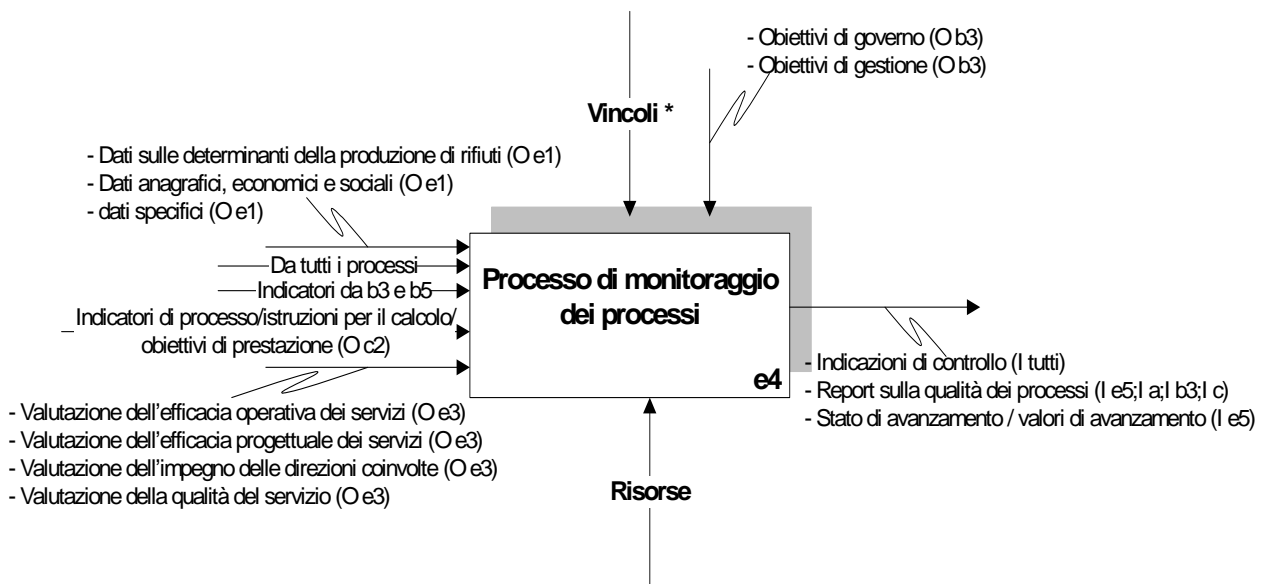 - Obiettivi di governo (O b3)
- Obiettivi di gestione (O b3)
Vincoli *
- Dati sulle determinanti della produzione di rifiuti (O e1)
- Dati anagrafici, economici e sociali (O e1)
- dati specifici (O e1)
Da tutti i processi
Indicatori da b3 e b5
Indicatori di processo/istruzioni per il calcolo/
obiettivi di prestazione (O c2)
Processo di monitoraggio
dei processi
e4
- Indicazioni di controllo (I tutti)
- Report sulla qualità dei processi (I e5;I a;I b3;I c)
- Stato di avanzamento / valori di avanzamento (I e5)
- Valutazione dell'efficacia operativa dei servizi (O e3)
- Valutazione dell'efficacia progettuale dei servizi (O e3)
- Valutazione dell'impegno delle direzioni coinvolte (O e3)
- Valutazione della qualità del servizio (O e3)
Risorse